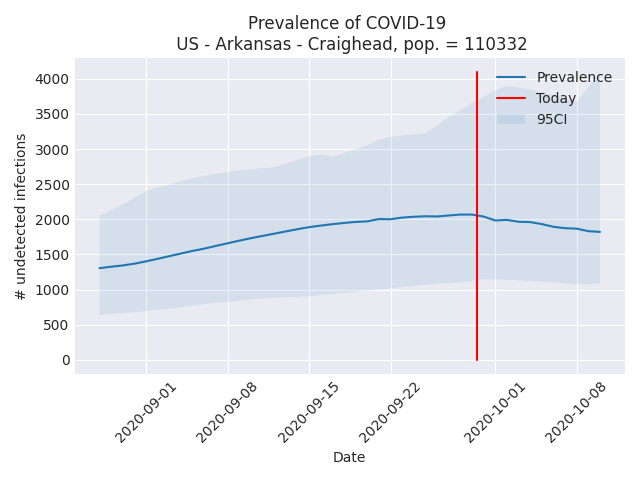 Prevalence of COVID-19
US - Arkansas - Craighead, pop. = 110332
# undetected infections
4000
3500
3000
2500
2000
1500
1000
500
0
Prevalence
Today
95CI
2020-09-01
2020-09-08
2020-09-15
2020-09-22
2020-10-01
2020-10-08
Date